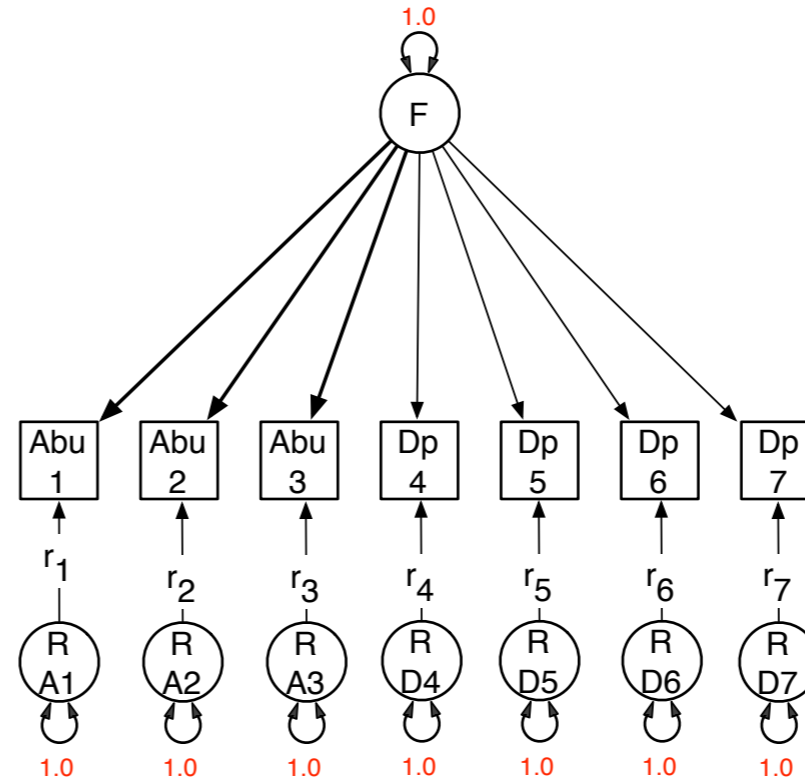 1.0
F
Abu Abu Abu Dp Dp Dp Dp
1 2 3 4 5 6 7
r1 r2 r3 r4 r5 r6 r7
R R R R R R R
A1 A2 A3 D4 D5 D6 D7
1.0 1.0 1.0 1.0 1.0 1.0 1.0